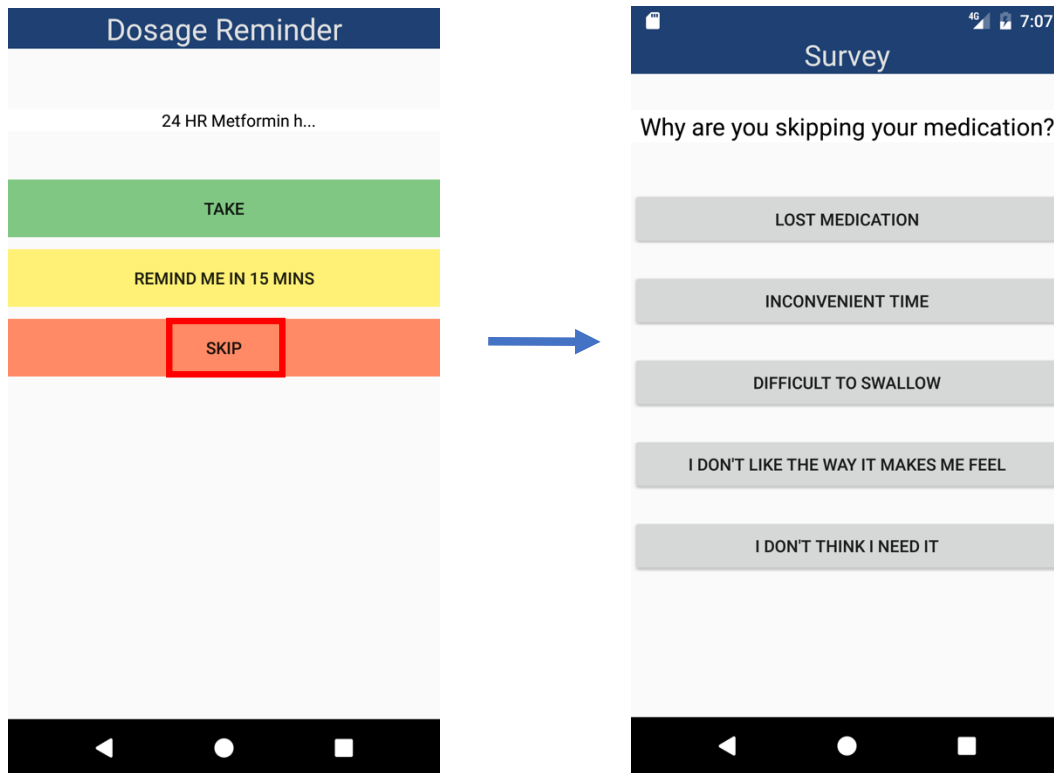 Dosage Reminder
24 HR Metformin h...
TAKE
REMIND ME IN 15 MINS
SKIP
4G 7:07
Survey
Why are you skipping your medication?
LOST MEDICATION
INCONVENIENT TIME
DIFFICULT TO SWALLOW
I DON'T LIKE THE WAY IT MAKES ME FEEL
I DON'T THINK I NEED IT